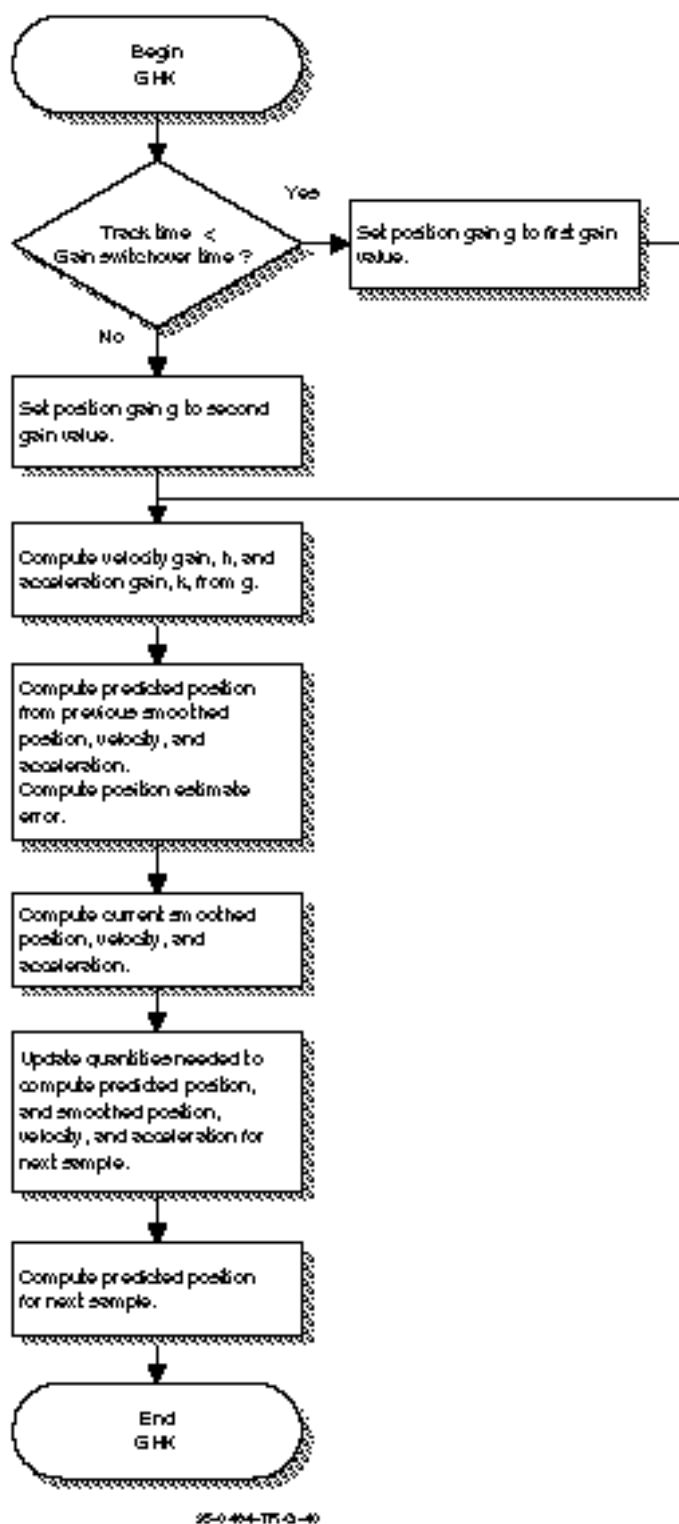 Begin
GHK
Yes
Track time <
Gain switchover time ?
Set position gain g to first gain
value.
No
Set position gain g to second
gain value.
Compute velocity gain, h, and
acceleration gain, k, from g.
Compute predicted position
from previous smoothed
position, velocity, and
acceleration.
Compute position estimate
error.
Compute current smoothed
position, velocity, and
acceleration.
Update quantities needed to
compute predicted position,
and smoothed position,
velocity, and acceleration for
next sample.
Compute predicted position
for next sample.
End
GHK